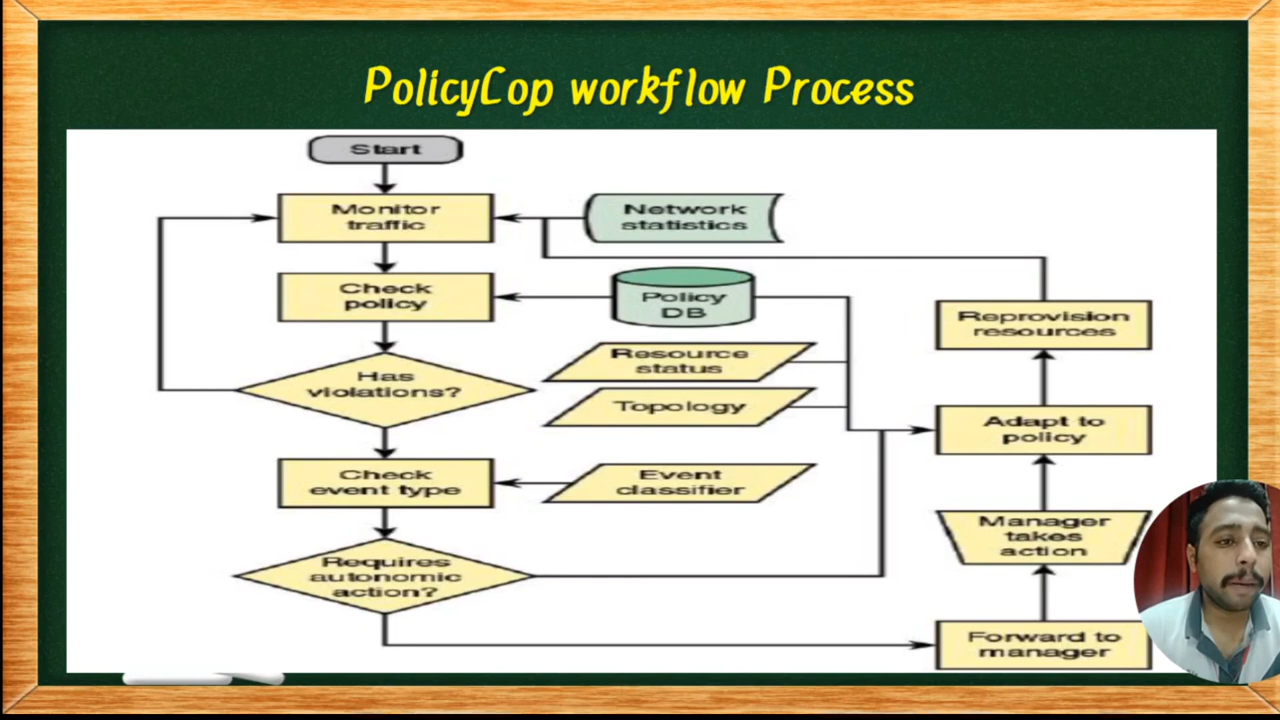 PolicyCop workflow Process
Start
Monitor
traffic
Network
statistics
Check
policy
Policy
DB
Reprovision
resources
Resource
status
Has
violations?
Topology
Adapt to
policy
Check
event type
Event
classifier
Manager
takes
action
Requires
autonomic
action?
Forward to
manager